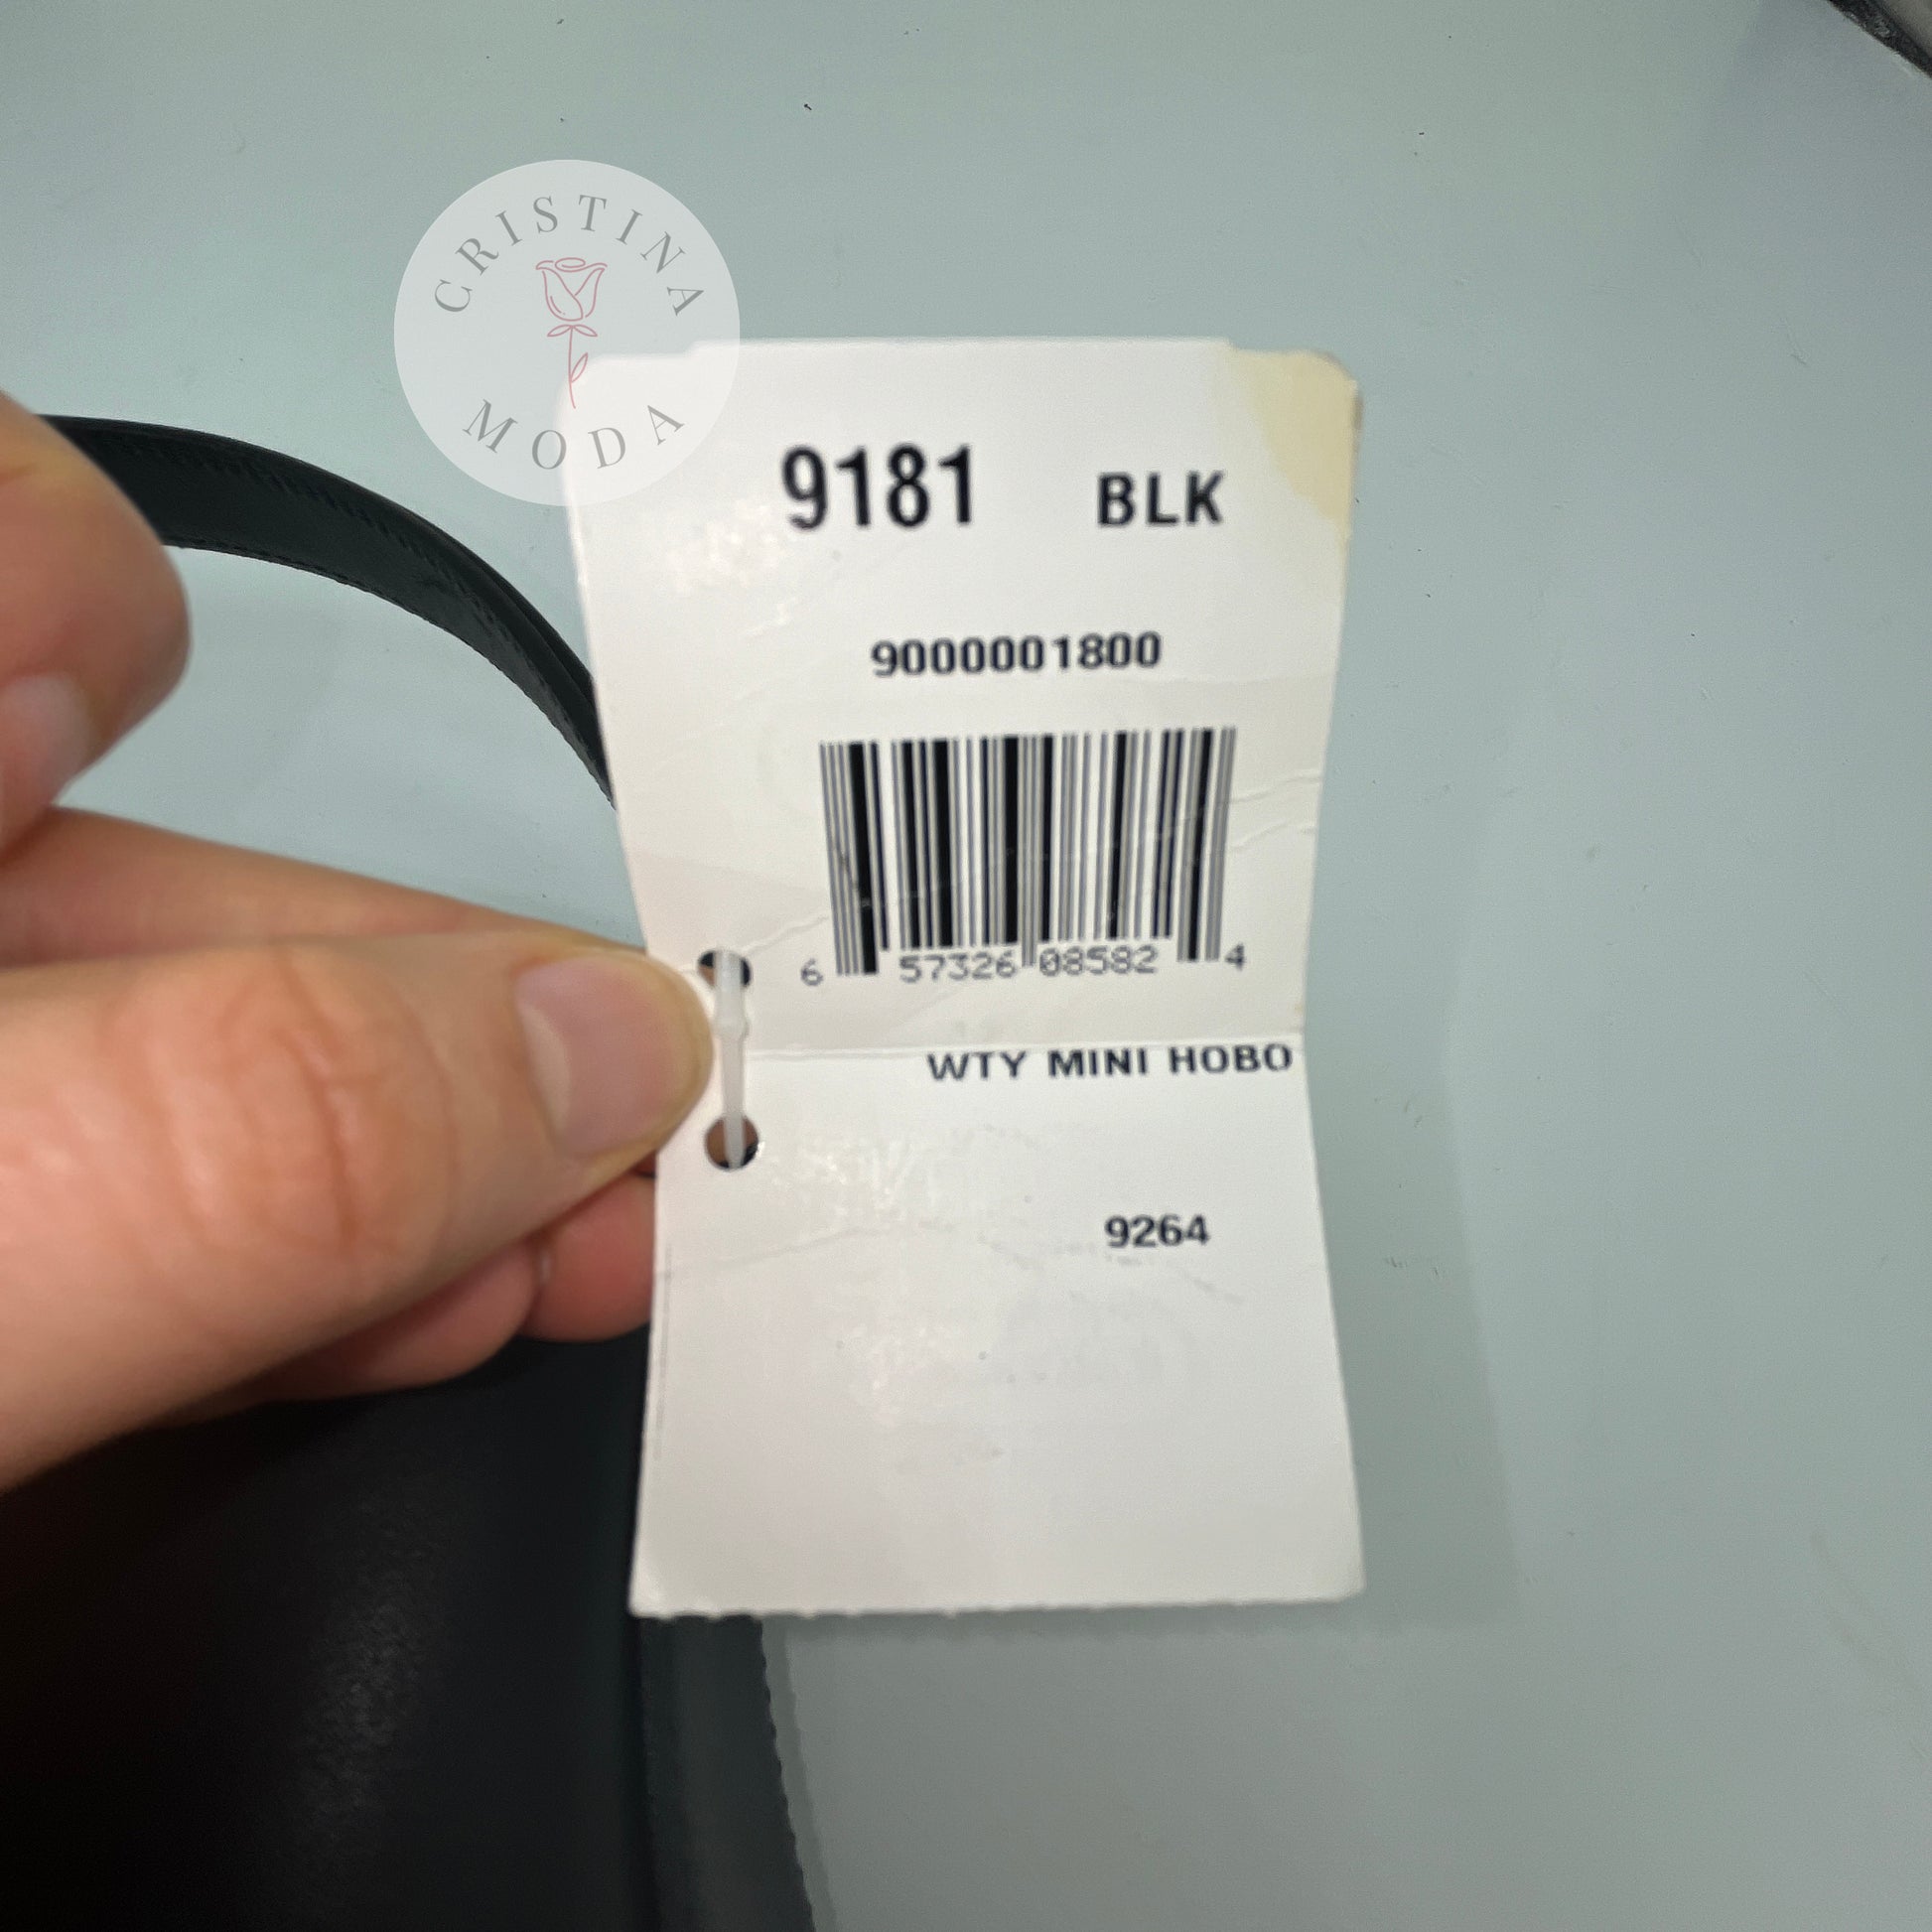 CRISTINA
MODA
9181 BLK
9000001800
6 57326 08582 4
WTY MINI HOBO
9264